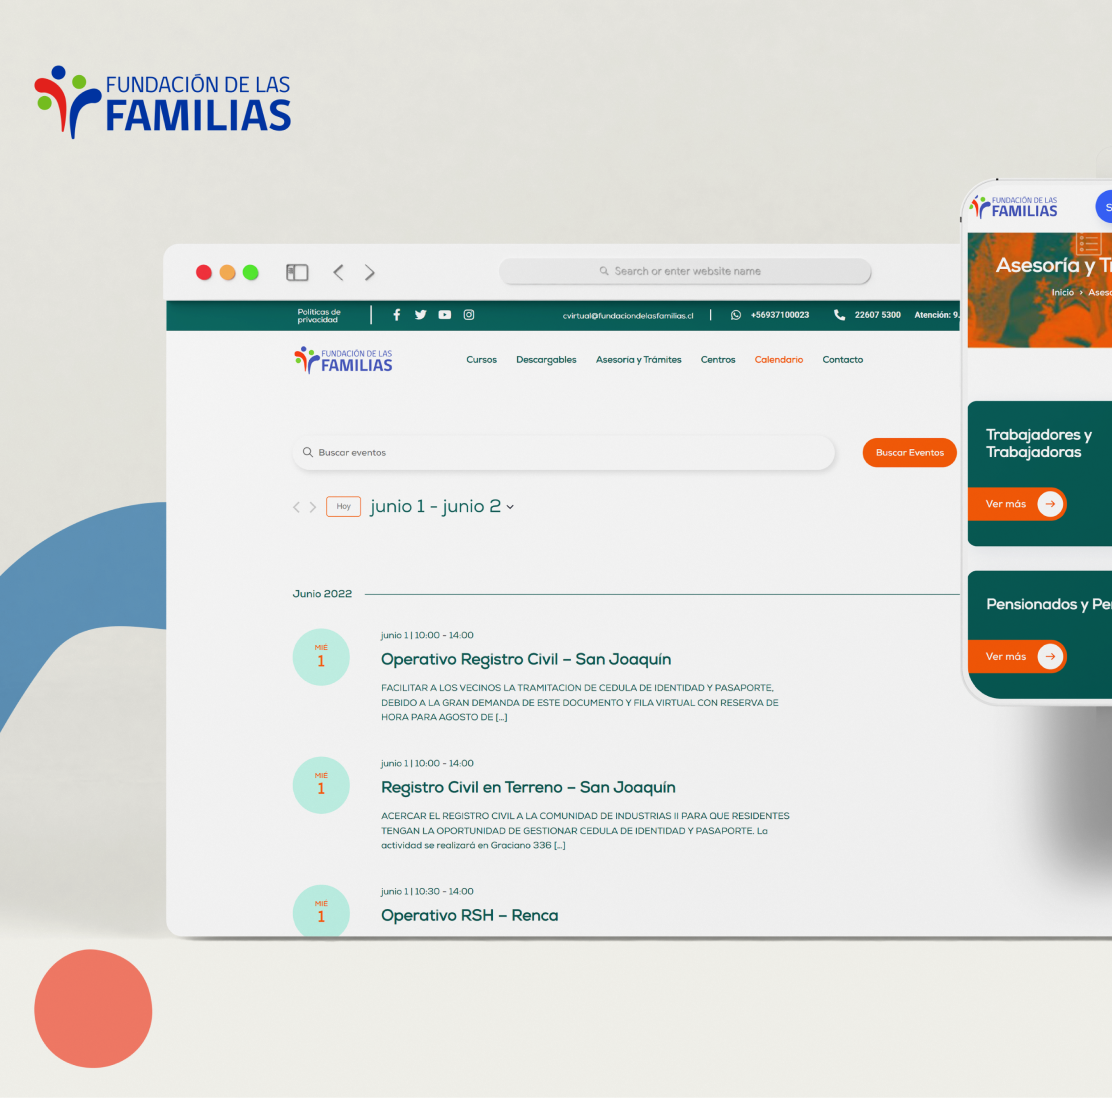 FUNDACIÓN DE LAS
FAMILIAS
Search or enter website name
Políticas de
privacidad
cvirtual@fundaciondelasfamilias.cl
+56937100023
22607 5300
Atención: 9.
FUNDACIÓN DE LAS
FAMILIAS
Cursos
Descargables
Asesoría y Trámites
Centros
Calendario
Contacto
Buscar eventos
Buscar Eventos
Hoy
junio 1 - junio 2
Junio 2022
MIÉ
1
junio 1 | 10:00 - 14:00
Operativo Registro Civil – San Joaquín
FACILITAR A LOS VECINOS LA TRAMITACION DE CEDULA DE IDENTIDAD Y PASAPORTE,
DEBIDO A LA GRAN DEMANDA DE ESTE DOCUMENTO Y FILA VIRTUAL CON RESERVA DE
HORA PARA AGOSTO DE [...]
MIÉ
1
junio 1 | 10:00 - 14:00
Registro Civil en Terreno – San Joaquín
ACERCAR EL REGISTRO CIVIL A LA COMUNIDAD DE INDUSTRIAS II PARA QUE RESIDENTES
TENGAN LA OPORTUNIDAD DE GESTIONAR CEDULA DE IDENTIDAD Y PASAPORTE. La
actividad se realizará en Graciano 336 [...]
MIÉ
1
junio 1 | 10:30 - 14:00
Operativo RSH – Renca
FUNDACIÓN DE LAS
FAMILIAS
S
Asesoría y Tr
Inicio > Aseso
Trabajadores y
Trabajadoras
Ver más
Pensionados y Pe
Ver más